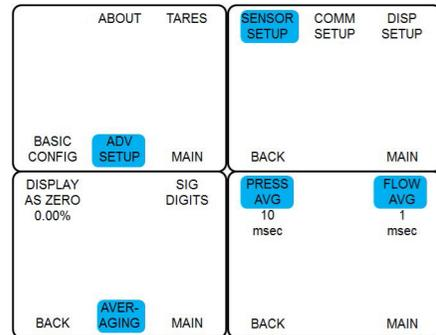 ABOUT TARES
BASIC CONFIG ADV SETUP MAIN
SENSOR SETUP COMM SETUP DISP SETUP
BACK MAIN
DISPLAY AS ZERO 0.00% SIG DIGITS
BACK AVER-AGING MAIN
PRESS AVG 10 msec FLOW AVG 1 msec
BACK MAIN